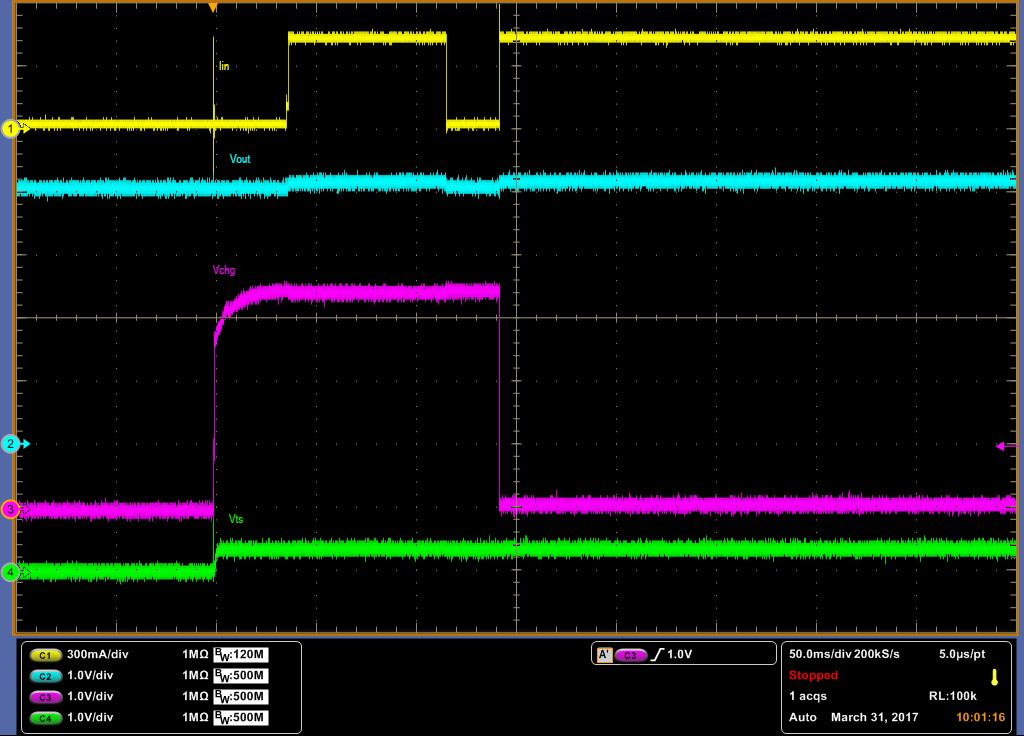 Iin
1
Vout
Vchg
2
3
Vts
4
C1 300mA/div 1MΩ BW:120M
C2 1.0V/div 1MΩ BW:500M
C3 1.0V/div 1MΩ BW:500M
C4 1.0V/div 1MΩ BW:500M
A' C3 1.0V
50.0ms/div 200kS/s 5.0µs/pt
Stopped
1 acqs RL:100k
Auto March 31, 2017 10:01:16